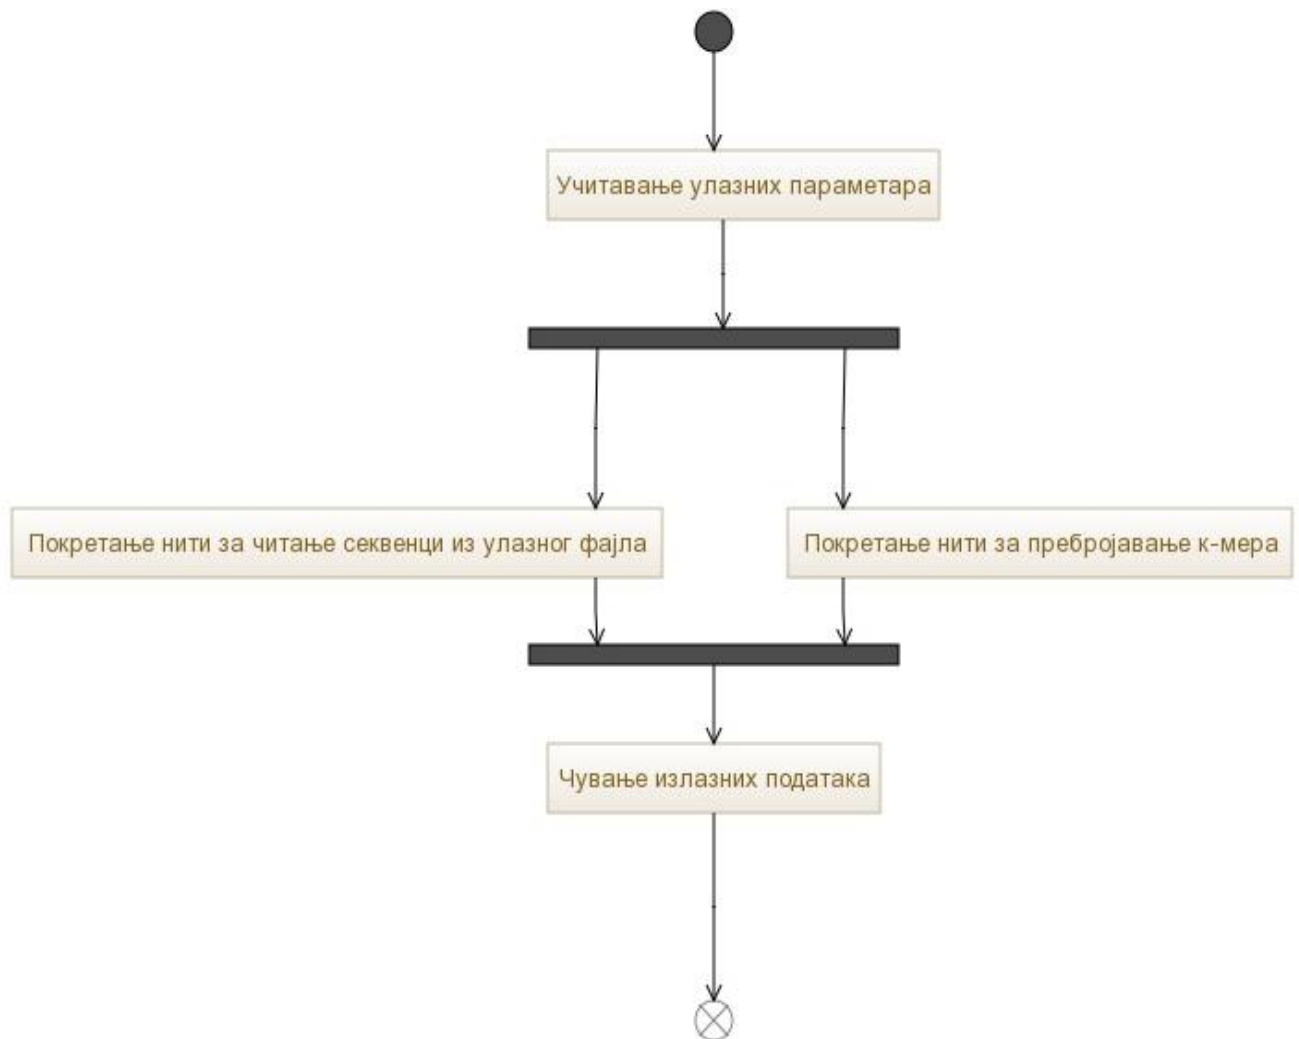 Учитавање улазних параметара
Покретање нити за читање секвенци из улазног фајла
Покретање нити за пребројавање к-мера
Чување излазних података